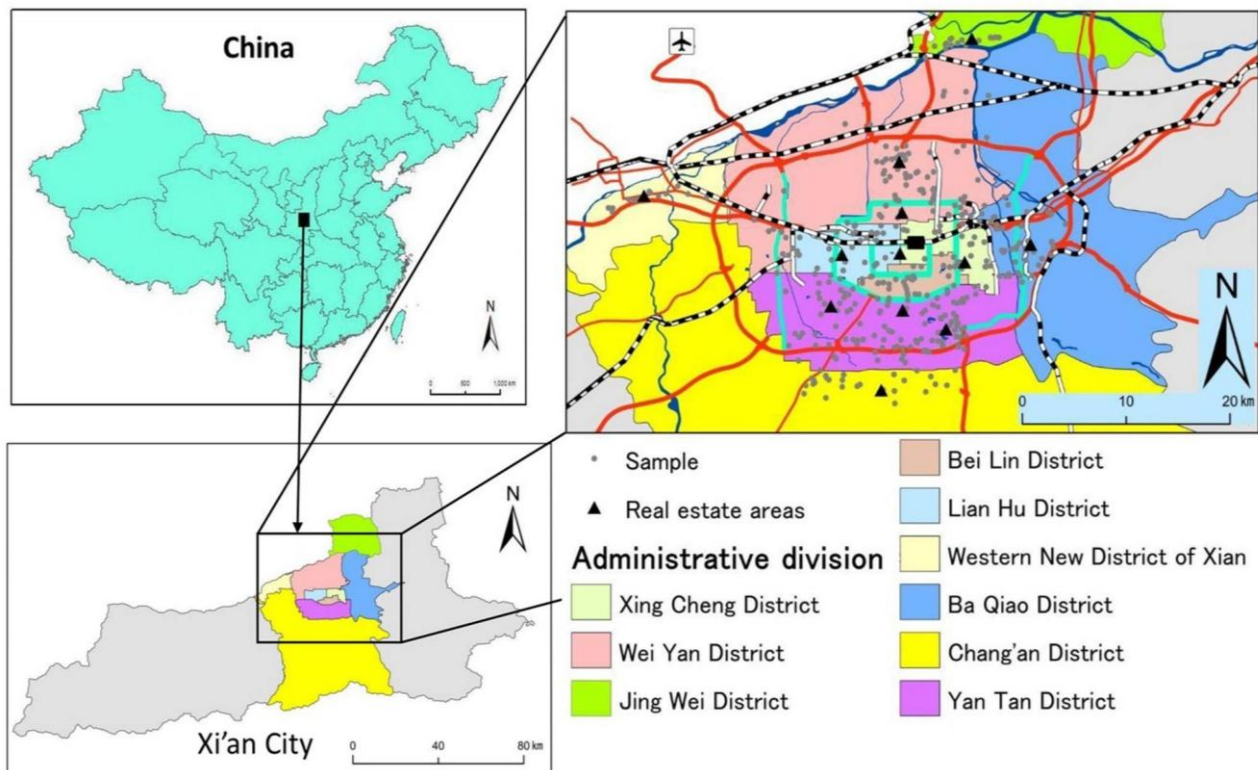 China
N
0 500 1,000 km
N
0 10 20 km
N
Xi'an City
0 40 80 km
Sample
Real estate areas
Administrative division
Xing Cheng District
Wei Yan District
Jing Wei District
Bei Lin District
Lian Hu District
Western New District of Xian
Ba Qiao District
Chang'an District
Yan Tan District